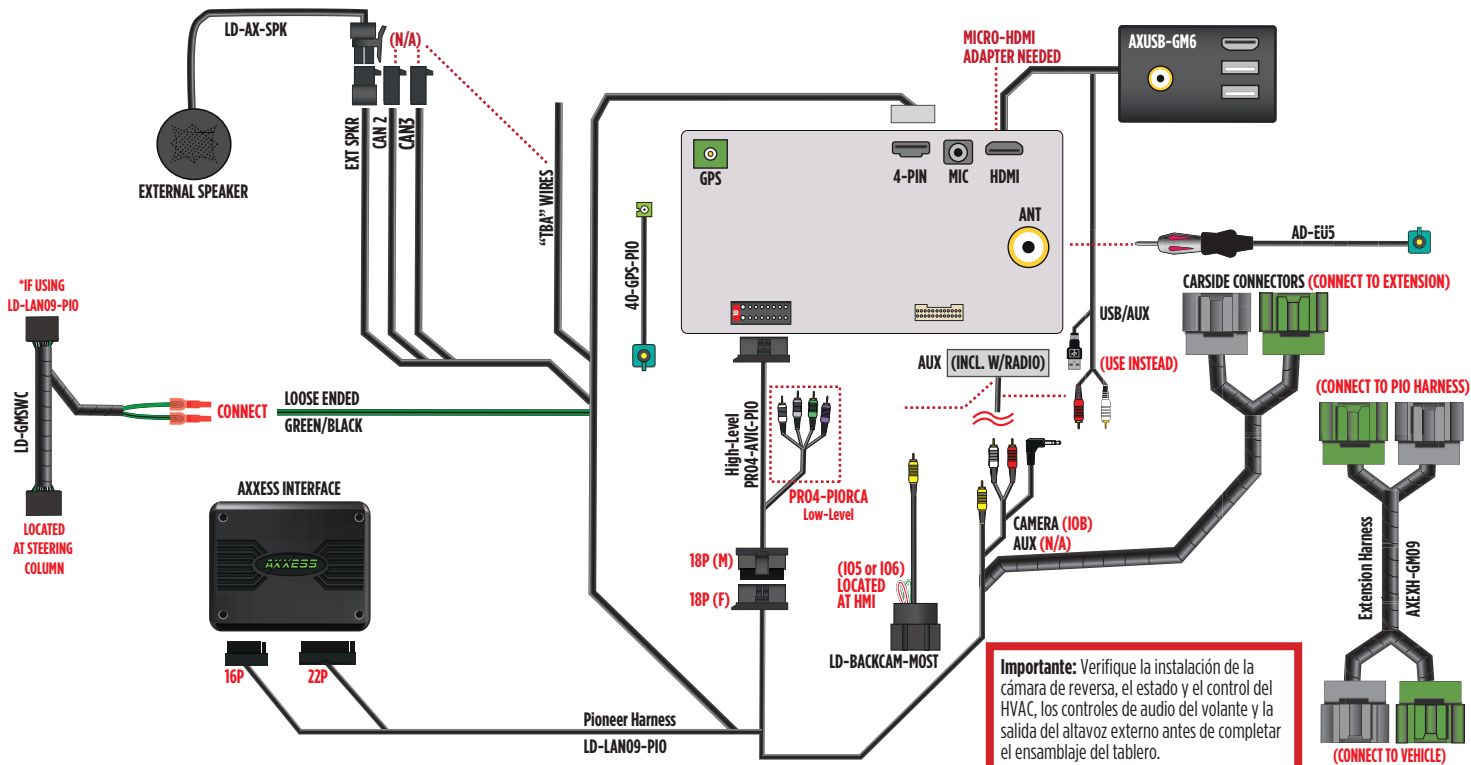 LD-AX-SPK
(N/A)
EXTERNAL SPEAKER
EXT SPKR
CAN 2
CAN3
"TBA" WIRES
MICRO-HDMI
ADAPTER NEEDED
AXUSB-GM6
GPS
4-PIN
MIC
HDMI
ANT
40-GPS-PIO
AD-EU5
CARSIDE CONNECTORS (CONNECT TO EXTENSION)
*IF USING
LD-LAN09-PIO
LD-GMSWC
CONNECT
LOOSE ENDED
GREEN/BLACK
LOCATED
AT STEERING
COLUMN
USB/AUX
AUX
(INCL. W/RADIO)
(USE INSTEAD)
(CONNECT TO PIO HARNESS)
High-Level
PR04-AVIC-PIO
PR04-PIORCA
Low-Level
AXXESS INTERFACE
AXXESS
18P (M)
18P (F)
(IO5 or IO6)
LOCATED
AT HMI
CAMERA (IOB)
AUX (N/A)
LD-BACKCAM-MOST
Extension Harness
AXEXH-GM09
16P
22P
Pioneer Harness
LD-LAN09-PIO
Importante: Verifique la instalación de la
cámara de reversa, el estado y el control del
HVAC, los controles de audio del volante y la
salida del altavoz externo antes de completar
el ensamblaje del tablero.
(CONNECT TO VEHICLE)